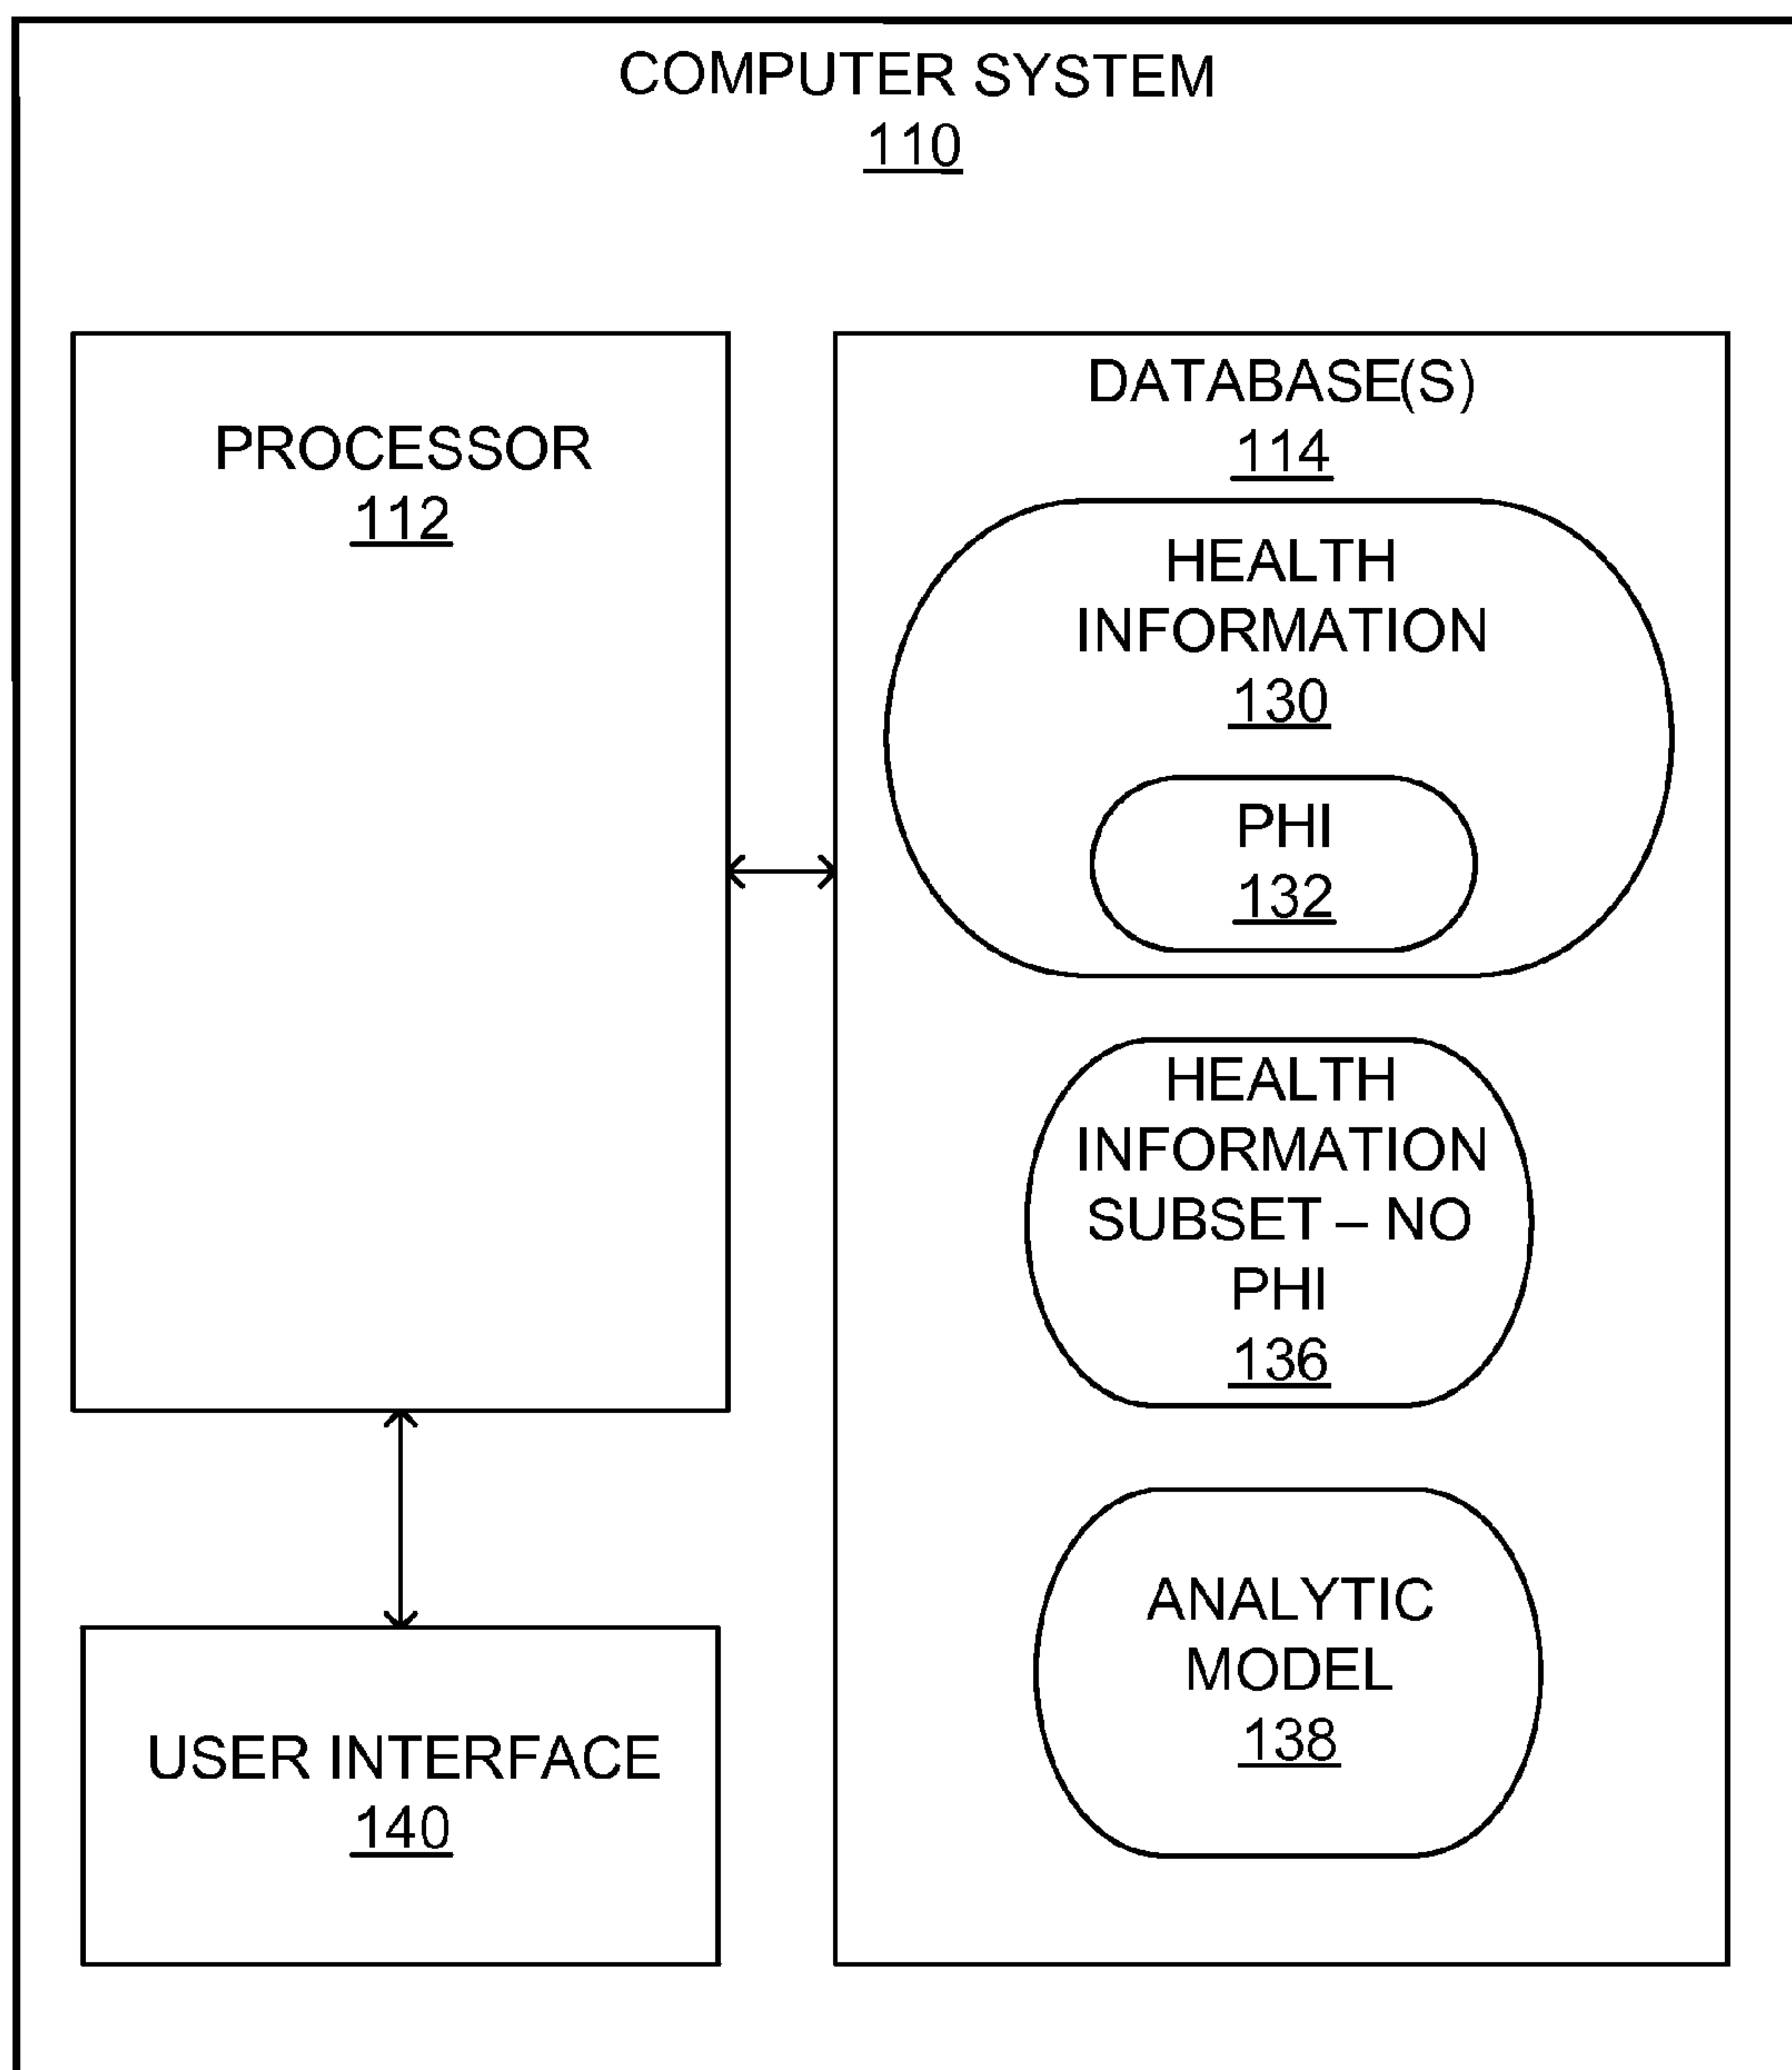 COMPUTER SYSTEM
110
PROCESSOR
112
DATABASE(S)
114
HEALTH
INFORMATION
130
PHI
132
HEALTH
INFORMATION
SUBSET – NO
PHI
136
ANALYTIC
MODEL
138
USER INTERFACE
140